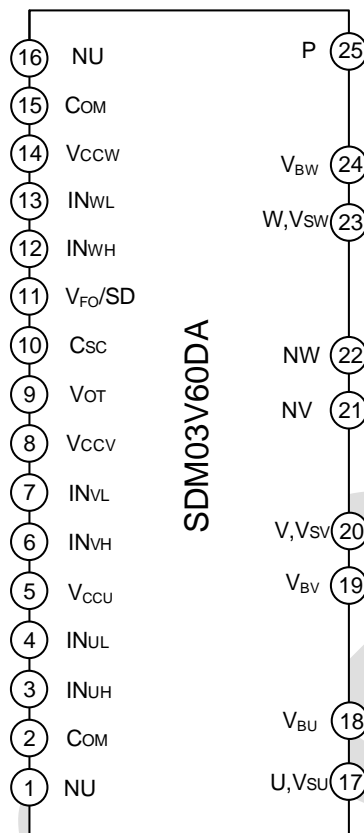 16 NU
15 COM
14 VCCW
13 INWL
12 INWH
11 VFO/SD
10 CSC
9 VOT
8 VCCV
7 INVL
6 INVH
5 VCCU
4 INUL
3 INUH
2 COM
1 NU
SDM03V60DA
P 25
VBW 24
W,VSW 23
NW 22
NV 21
V,VSV 20
VBV 19
VBU 18
U,VSU 17